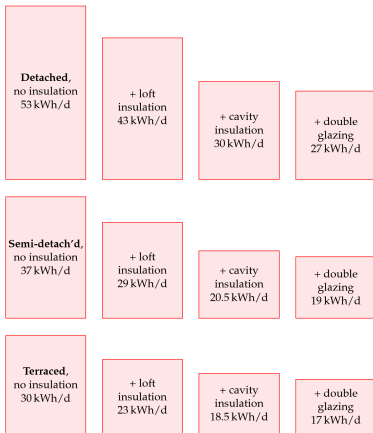 Detached,
no insulation
53 kWh/d
+ loft
insulation
43 kWh/d
+ cavity
insulation
30 kWh/d
+ double
glazing
27 kWh/d
Semi-detach’d,
no insulation
37 kWh/d
+ loft
insulation
29 kWh/d
+ cavity
insulation
20.5 kWh/d
+ double
glazing
19 kWh/d
Terraced,
no insulation
30 kWh/d
+ loft
insulation
23 kWh/d
+ cavity
insulation
18.5 kWh/d
+ double
glazing
17 kWh/d